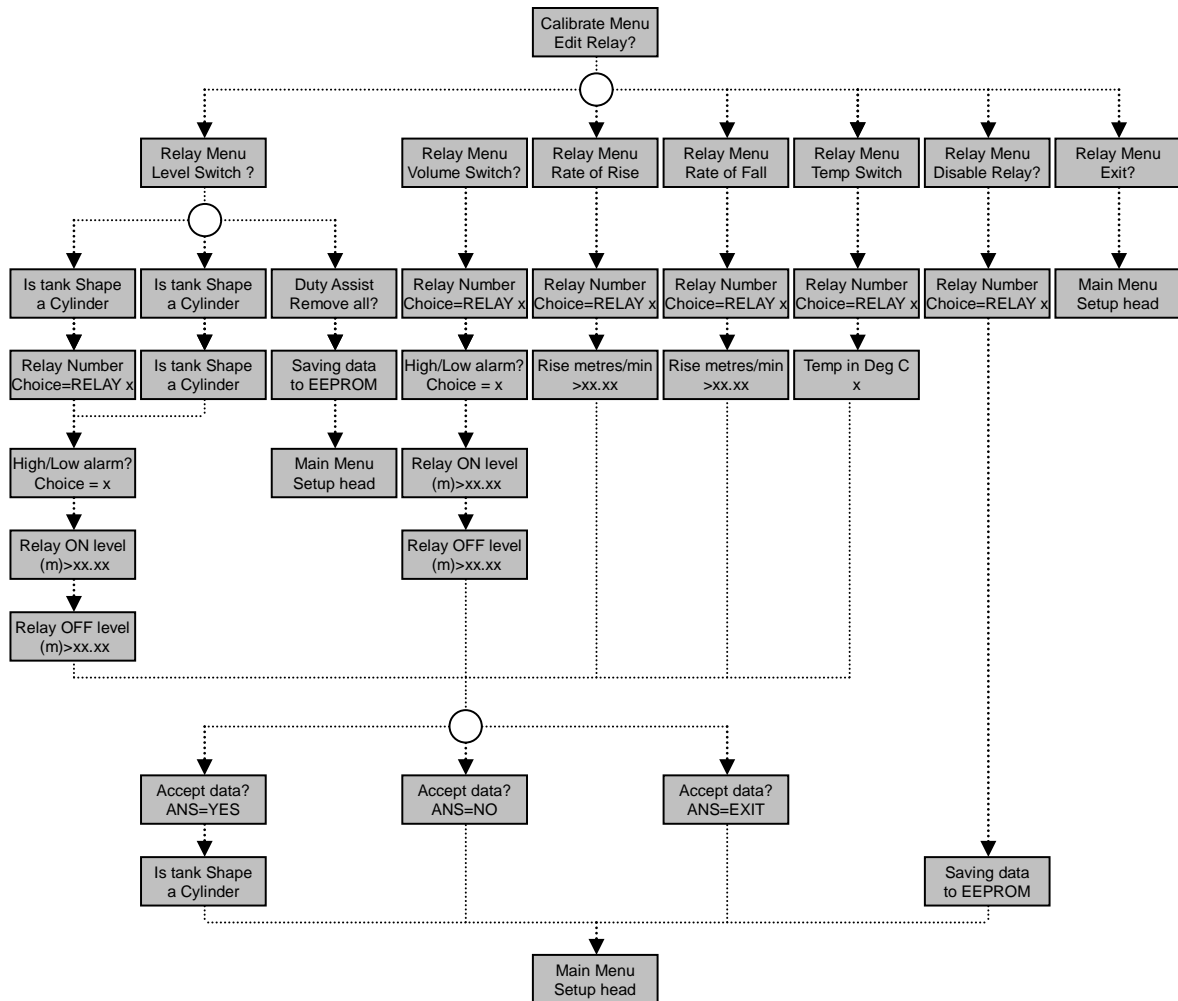 Calibrate Menu
Edit Relay?
Relay Menu
Level Switch ?
Relay Menu
Volume Switch?
Relay Menu
Rate of Rise
Relay Menu
Rate of Fall
Relay Menu
Temp Switch
Relay Menu
Disable Relay?
Relay Menu
Exit?
Is tank Shape
a Cylinder
Is tank Shape
a Cylinder
Duty Assist
Remove all?
Relay Number
Choice=RELAY x
Relay Number
Choice=RELAY x
Relay Number
Choice=RELAY x
Relay Number
Choice=RELAY x
Relay Number
Choice=RELAY x
Main Menu
Setup head
Relay Number
Choice=RELAY x
Is tank Shape
a Cylinder
Saving data
to EEPROM
High/Low alarm?
Choice = x
Rise metres/min
>xx.xx
Rise metres/min
>xx.xx
Temp in Deg C
x
High/Low alarm?
Choice = x
Main Menu
Setup head
Relay ON level
(m)>xx.xx
Relay ON level
(m)>xx.xx
Relay OFF level
(m)>xx.xx
Relay OFF level
(m)>xx.xx
Accept data?
ANS=YES
Accept data?
ANS=NO
Accept data?
ANS=EXIT
Is tank Shape
a Cylinder
Saving data
to EEPROM
Main Menu
Setup head